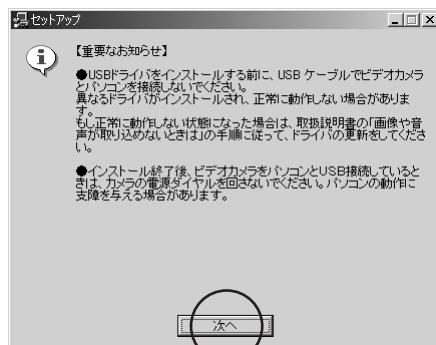 セットアップ
【重要なお知らせ】
●USBドライバをインストールする前に、USB ケーブルでビデオカメラ
とパソコンを接続しないでください。
異なるドライバがインストールされ、正常に動作しない場合がありま
す。
もし正常に動作しない状態になった場合は、取扱説明書の「画像や音
声が取り込めないときは」の手順に従って、ドライバの更新をしてくださ
い。
●インストール終了後、ビデオカメラをパソコンとUSB接続していると
きは、カメラの電源ダイヤルを回さないでください。パソコンの動作に
支障を与える場合があります。
次へ